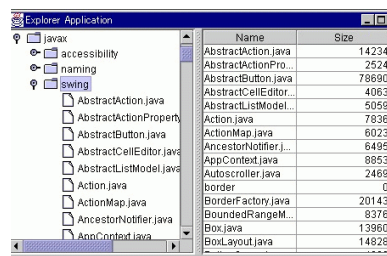 Explorer Application
javax
accessibility
naming
swing
AbstractAction.java
AbstractActionProperty
AbstractButton.java
AbstractCellEditor.java
AbstractListModel.java
Action.java
ActionMap.java
AncestorNotifier.java
AppContext.java
Name Size
AbstractAction.java 14234
AbstractActionPro... 2524
AbstractButton.java 78690
AbstractCellEditor... 4063
AbstractListModel... 5055
Action.java 7836
ActionMap.java 6023
AncestorNotifier.j... 6495
AppContext.java 8853
Autoscroller.java 2469
border 0
BorderFactory.java 20143
BoundedRangeM... 8376
Box.java 13960
BoxLayout.java 14828